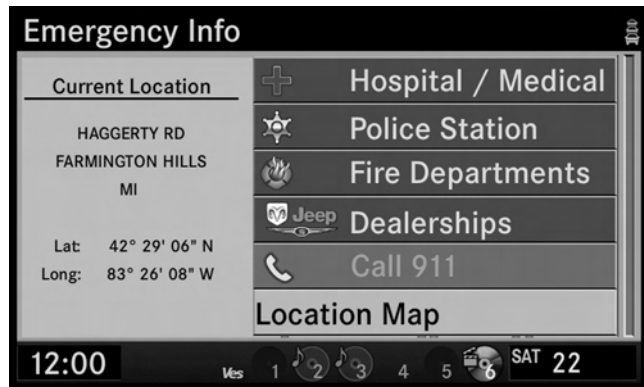 Emergency Info
Current Location
HAGGERTY RD
FARMINGTON HILLS
MI
Lat: 42° 29' 06" N
Long: 83° 26' 08" W
Hospital / Medical
Police Station
Fire Departments
Jeep Dealerships
Call 911
Location Map
12:00 Ves 1 2 3 4 5 6 SAT 22